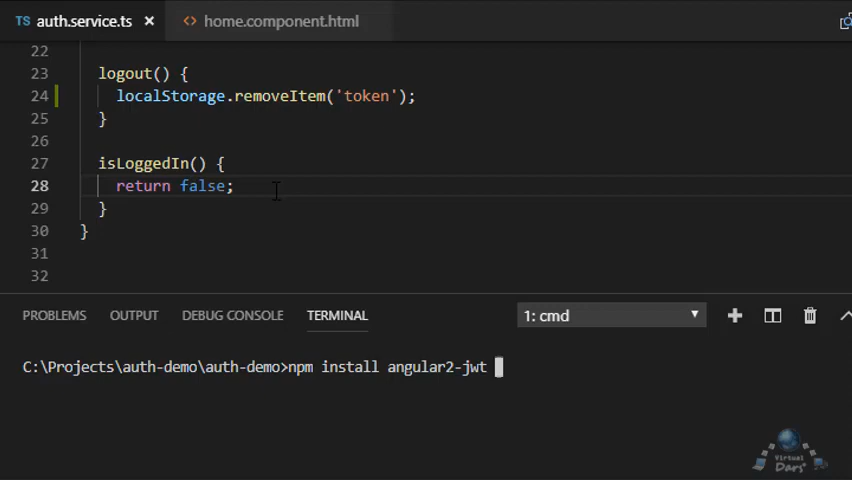 TS auth.service.ts × <> home.component.html
22
23 logout() {
24 localStorage.removeItem('token');
25 }
26
27 isLoggedIn() {
28 return false;
29 }
30 }
31
32
PROBLEMS OUTPUT DEBUG CONSOLE TERMINAL 1: cmd
C:\Projects\auth-demo\auth-demo>npm install angular2-jwt
Virtual
Dars